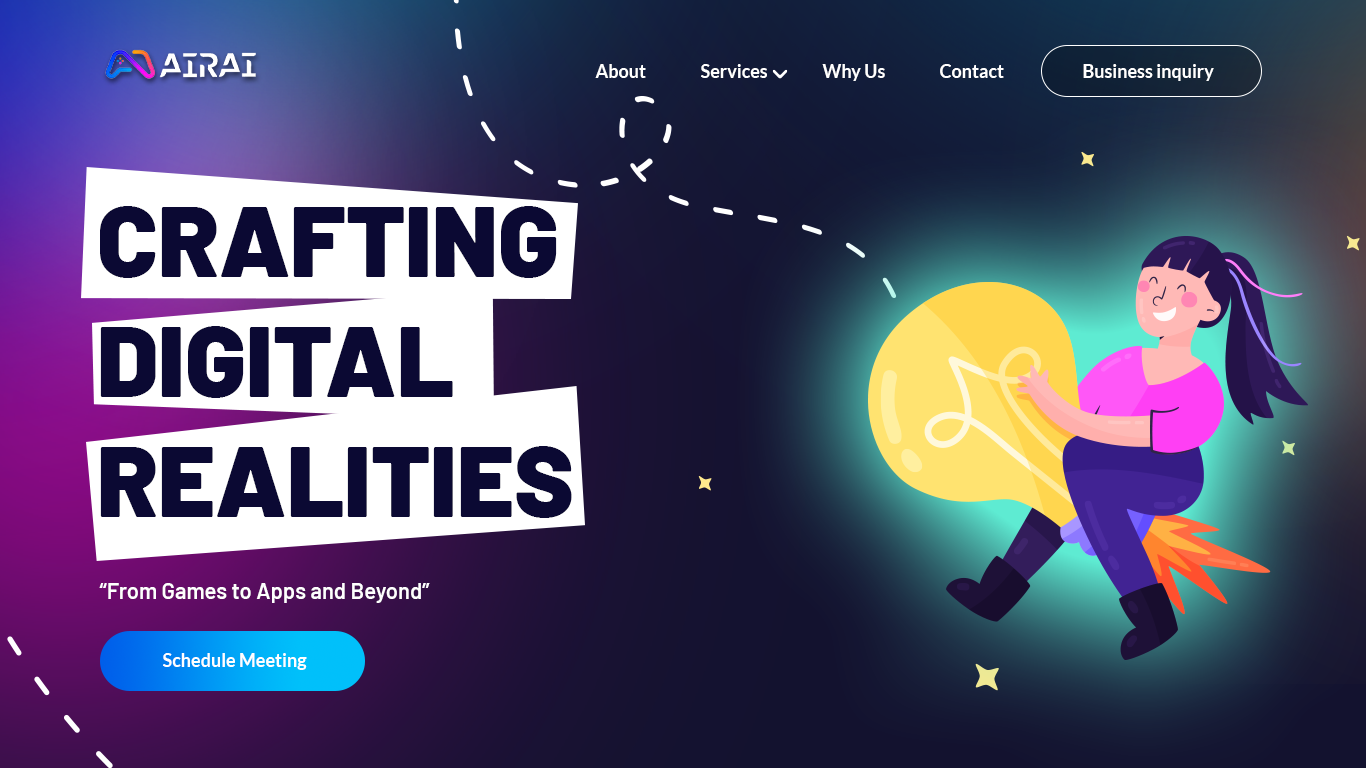 AIRAI
About
Services
Why Us
Contact
Business inquiry
CRAFTING
DIGITAL
REALITIES
“From Games to Apps and Beyond”
Schedule Meeting